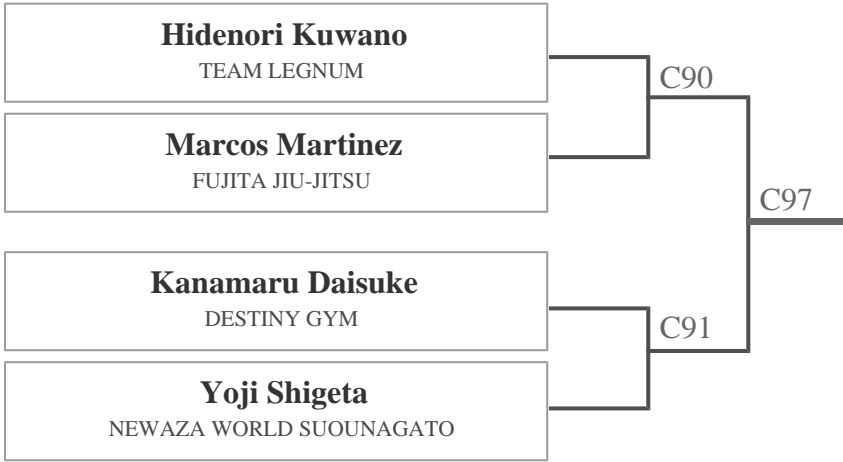 Hidenori Kuwano
TEAM LEGNUM
C90
Marcos Martinez
FUJITA JIU-JITSU
C97
Kanamaru Daisuke
DESTINY GYM
C91
Yoji Shigeta
NEWAZA WORLD SUOUNAGATO